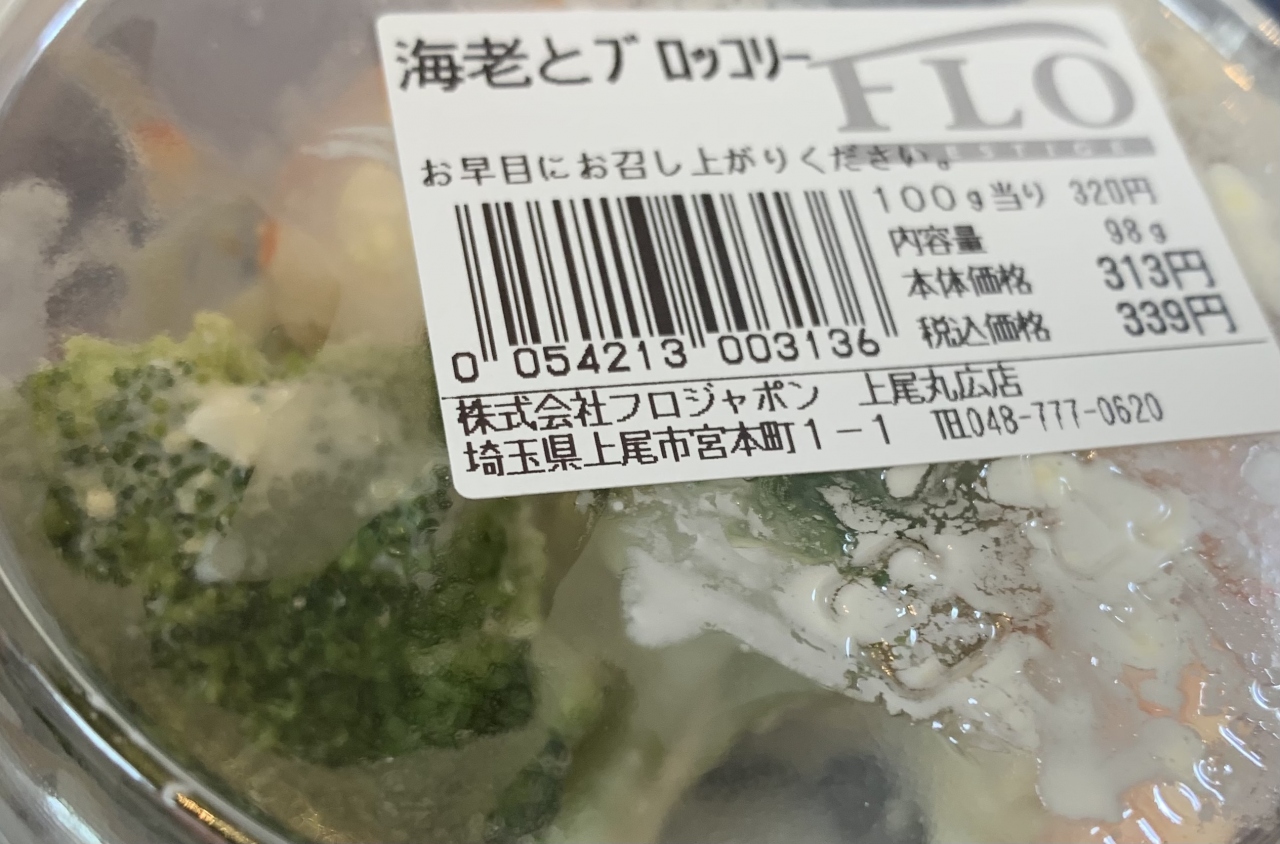 海老とブロッコリー
FLO
お早目にお召し上がりください。
100g当り 320円
内容量 98g
本体価格 313円
税込価格 339円
0 054213 003136
株式会社フロジャポン 上尾丸広店
埼玉県上尾市宮本町1-1 TEL048-777-0620